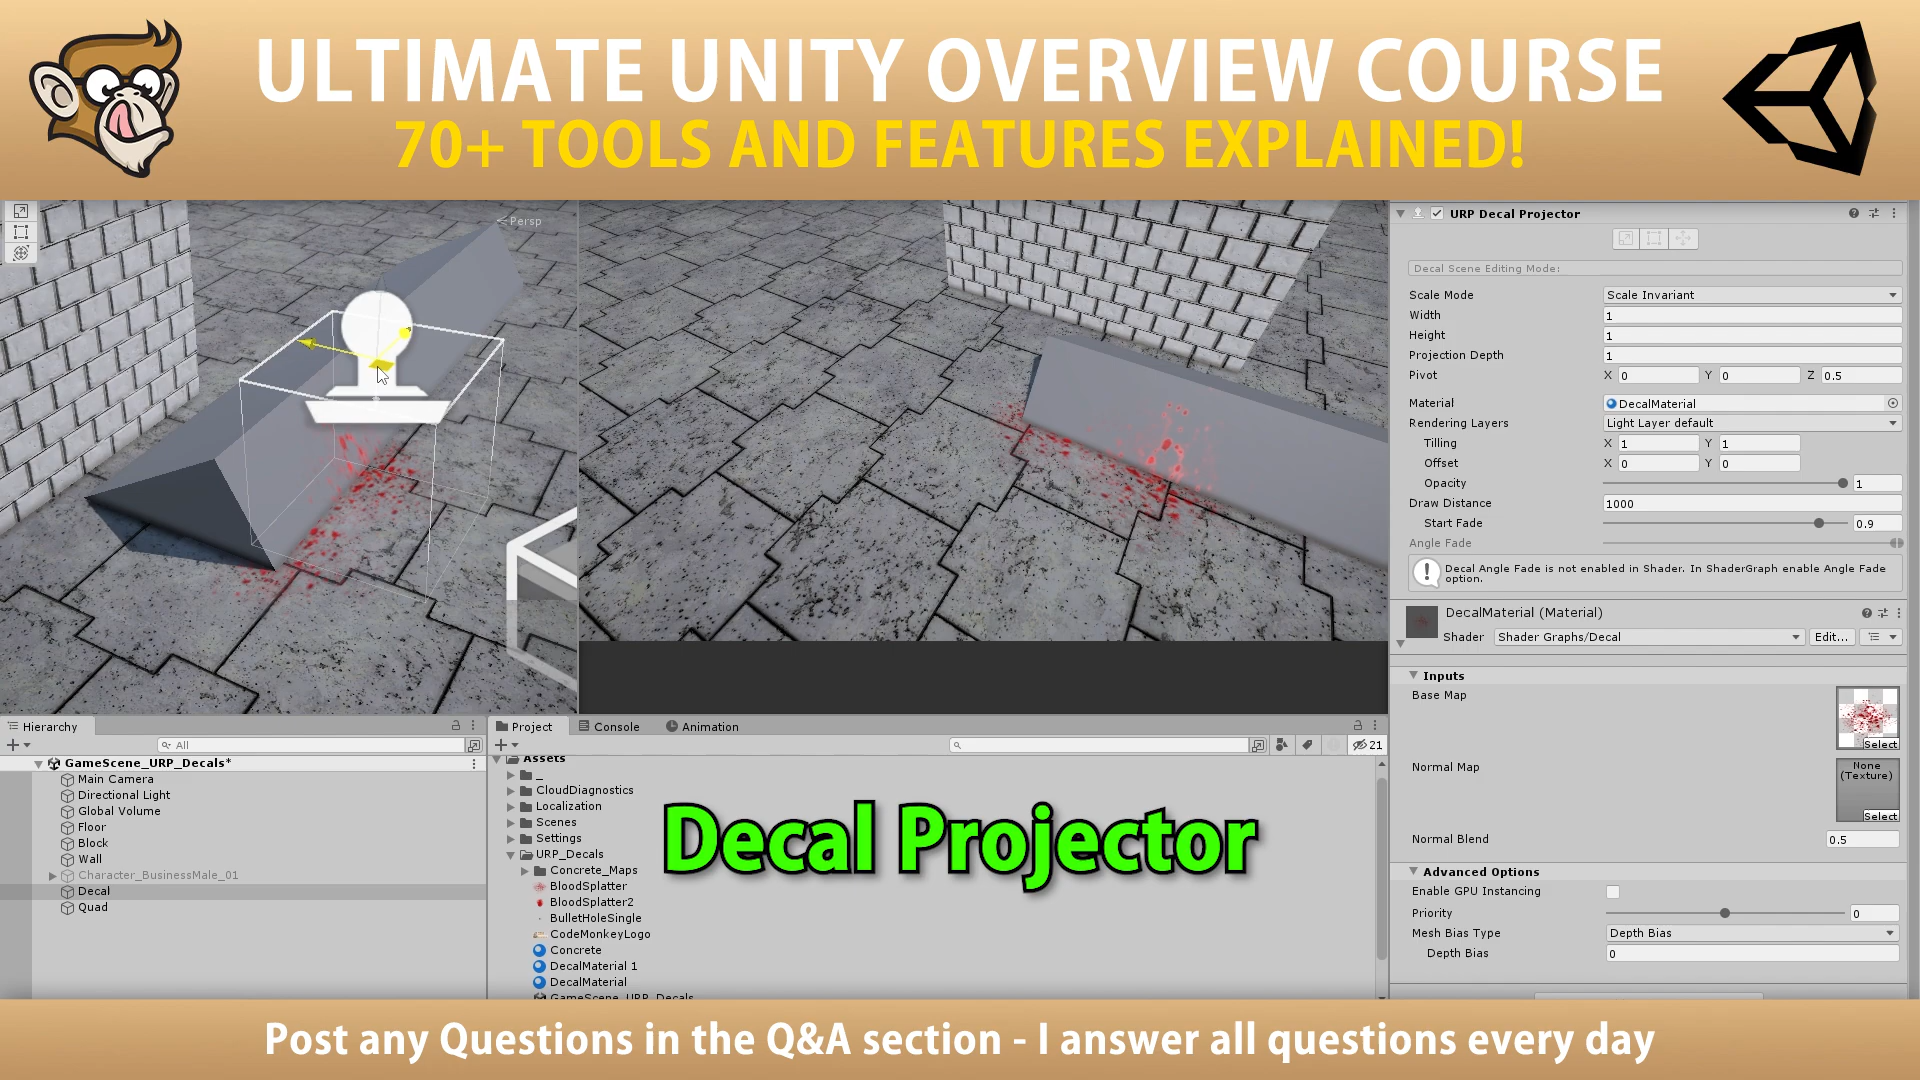 ULTIMATE UNITY OVERVIEW COURSE
70+ TOOLS AND FEATURES EXPLAINED!
Persp
URP Decal Projector
Decal Scene Editing Mode:
Scale Mode Scale Invariant
Width 1
Height 1
Projection Depth 1
Pivot X 0 Y 0 Z 0.5
Material DecalMaterial
Rendering Layers Light Layer default
Tilling X 1 Y 1
Offset X 0 Y 0
Opacity 1
Draw Distance 1000
Start Fade 0.9
Angle Fade
Decal Angle Fade is not enabled in Shader. In ShaderGraph enable Angle Fade
option.
DecalMaterial (Material)
Shader Shader Graphs/Decal Edit...
Inputs
Base Map
Select
Normal Map
None
(Texture)
Select
Normal Blend 0.5
Advanced Options
Enable GPU Instancing
Priority 0
Mesh Bias Type Depth Bias
Depth Bias 0
Hierarchy
All
GameScene_URP_Decals*
Main Camera
Directional Light
Global Volume
Floor
Block
Wall
Character_BusinessMale_01
Decal
Quad
Project Console Animation
21
Assets
_
CloudDiagnostics
Localization
Scenes
Settings
URP_Decals
Concrete_Maps
BloodSplatter
BloodSplatter2
BulletHoleSingle
CodeMonkeyLogo
Concrete
DecalMaterial 1
DecalMaterial
GameScene_URP_Decals
Decal Projector
Post any Questions in the Q&A section - I answer all questions every day